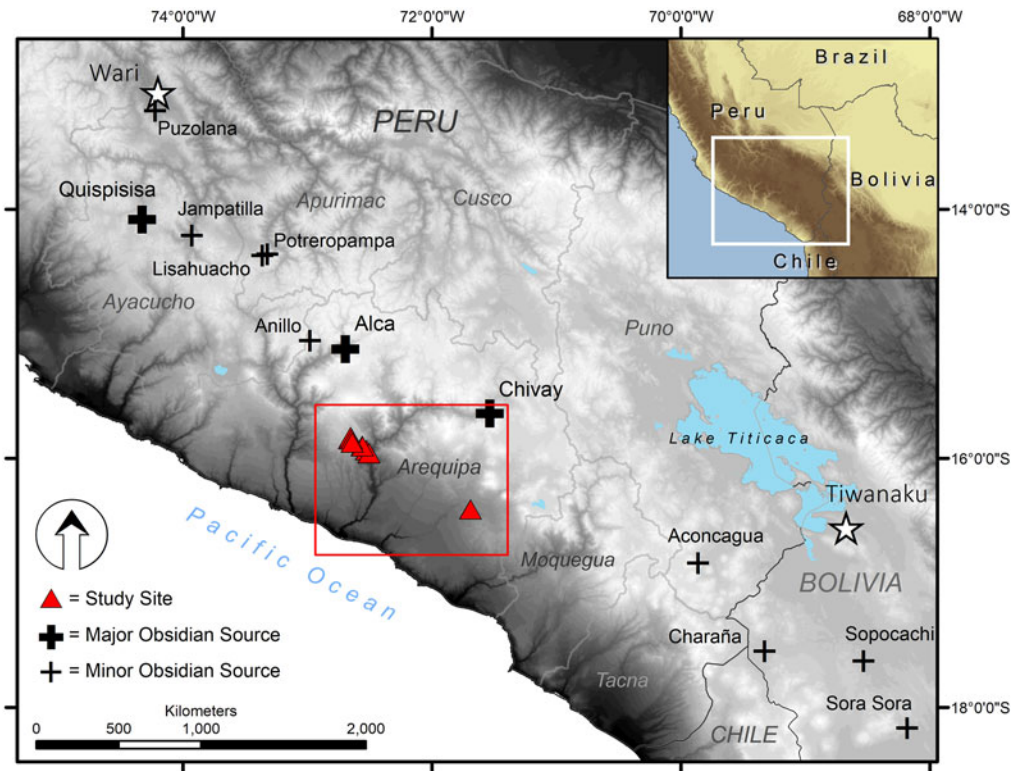 74°0'0"W
72°0'0"W
70°0'0"W
68°0'0"W
Wari
Puzolana
PERU
Brazil
Peru
Bolivia
Chile
Quispisisa
Jampatilla
Apurimac
Cusco
14°0'0"S
Lisahuacho
Potreropampa
Ayacucho
Anillo
Alca
Puno
Chivay
Lake Titicaca
Arequipa
16°0'0"S
Tiwanaku
Pacific Ocean
Aconcagua
Moquegua
BOLIVIA
= Study Site
= Major Obsidian Source
= Minor Obsidian Source
Charaña
Sopocachi
Tacna
Sora Sora
18°0'0"S
CHILE
Kilometers
0 500 1,000 2,000